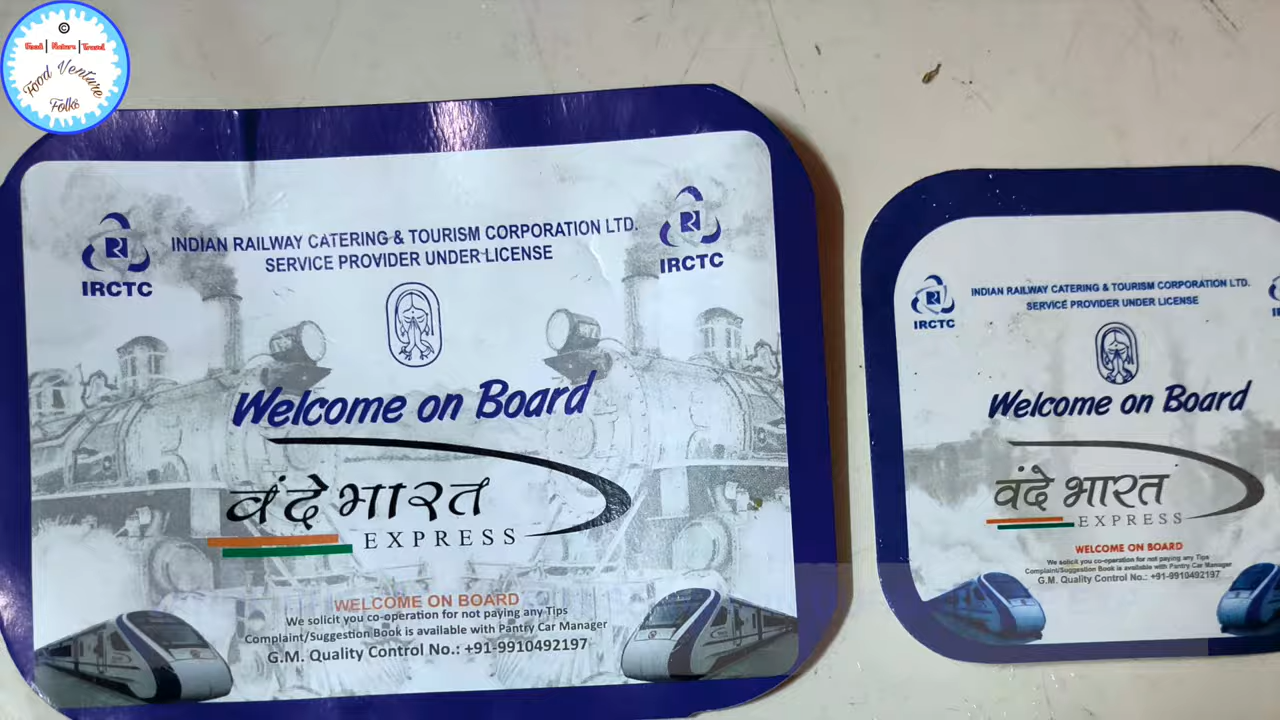 ©
Food | Nature | Travel
Food Venture
Folks
IRCTC
INDIAN RAILWAY CATERING & TOURISM CORPORATION LTD.
SERVICE PROVIDER UNDER LICENSE
IRCTC
Welcome on Board
वंदे भारत
EXPRESS
WELCOME ON BOARD
We solicit you co-operation for not paying any Tips
Complaint/Suggestion Book is available with Pantry Car Manager
G.M. Quality Control No.: +91-9910492197
IRCTC
INDIAN RAILWAY CATERING & TOURISM CORPORATION LTD.
SERVICE PROVIDER UNDER LICENSE
Welcome on Board
वंदे भारत
EXPRESS
WELCOME ON BOARD
We solicit you co-operation for not paying any Tips
Complaint/Suggestion Book is available with Pantry Car Manager
G.M. Quality Control No.: +91-9910492197